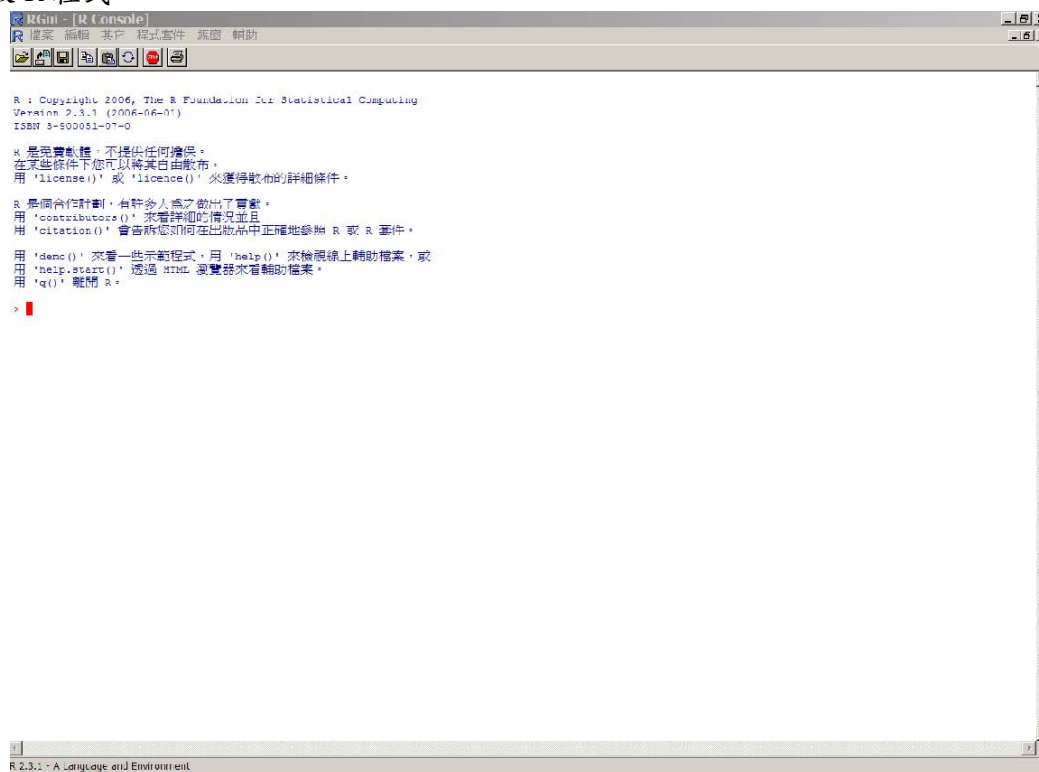 程式
RGui - [R Console]
檔案 編輯 其它 程式套件 視窗 輔助
R : Copyright 2006, The R Foundation for Statistical Computing
Version 2.3.1 (2006-06-01)
ISBN 3-900051-07-0
R 是免費軟體，不提供任何擔保。
在某些條件下您可以將其自由散布。
用 'license()' 或 'licence()' 來獲得散布的詳細條件。
R 是個合作計劃，有許多人為之做出了貢獻。
用 'contributors()' 來看詳細的情況並且
用 'citation()' 會告訴您如何在出版品中正確地參照 R 或 R 套件。
用 'demo()' 來看一些示範程式，用 'help()' 來檢視線上輔助檔案，或
用 'help.start()' 透過 HTML 瀏覽器來看輔助檔案。
用 'q()' 離開 R。
>
R 2.3.1 - A Language and Environment